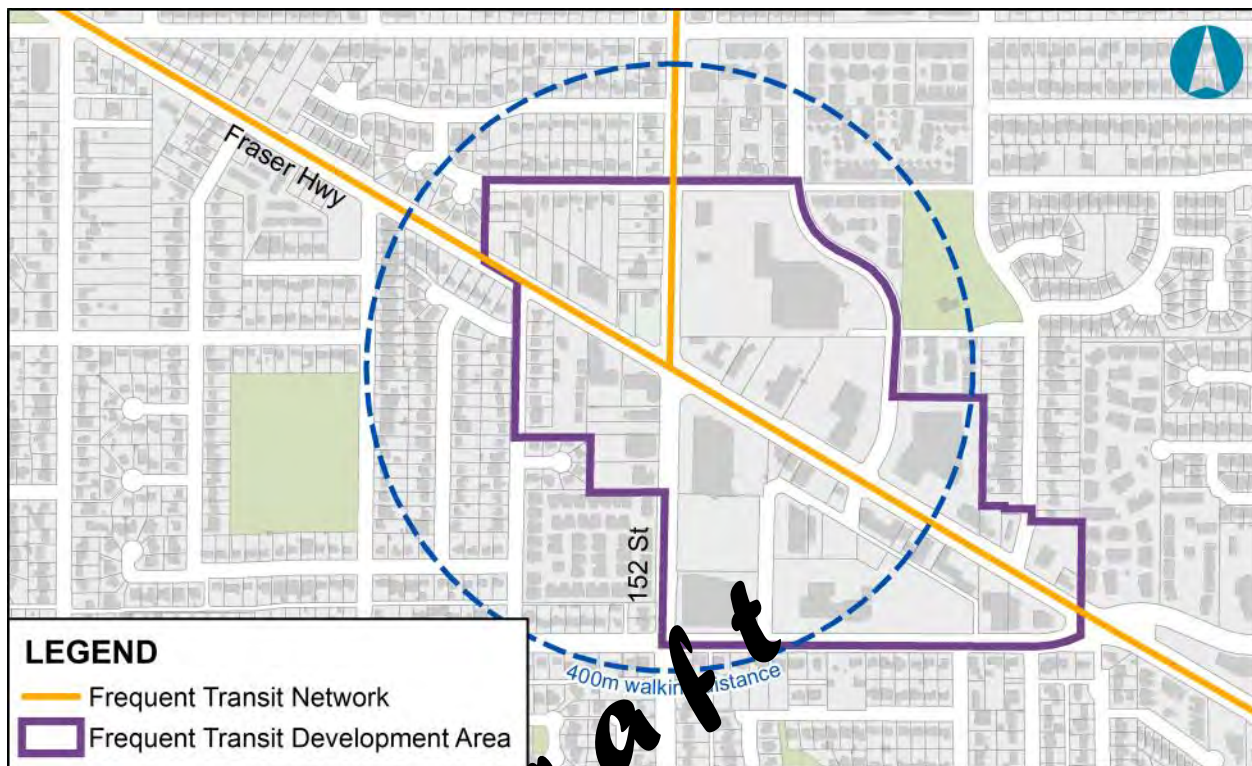 Fraser Hwy
152 St
400m walking distance
LEGEND
Frequent Transit Network
Frequent Transit Development Area
aft